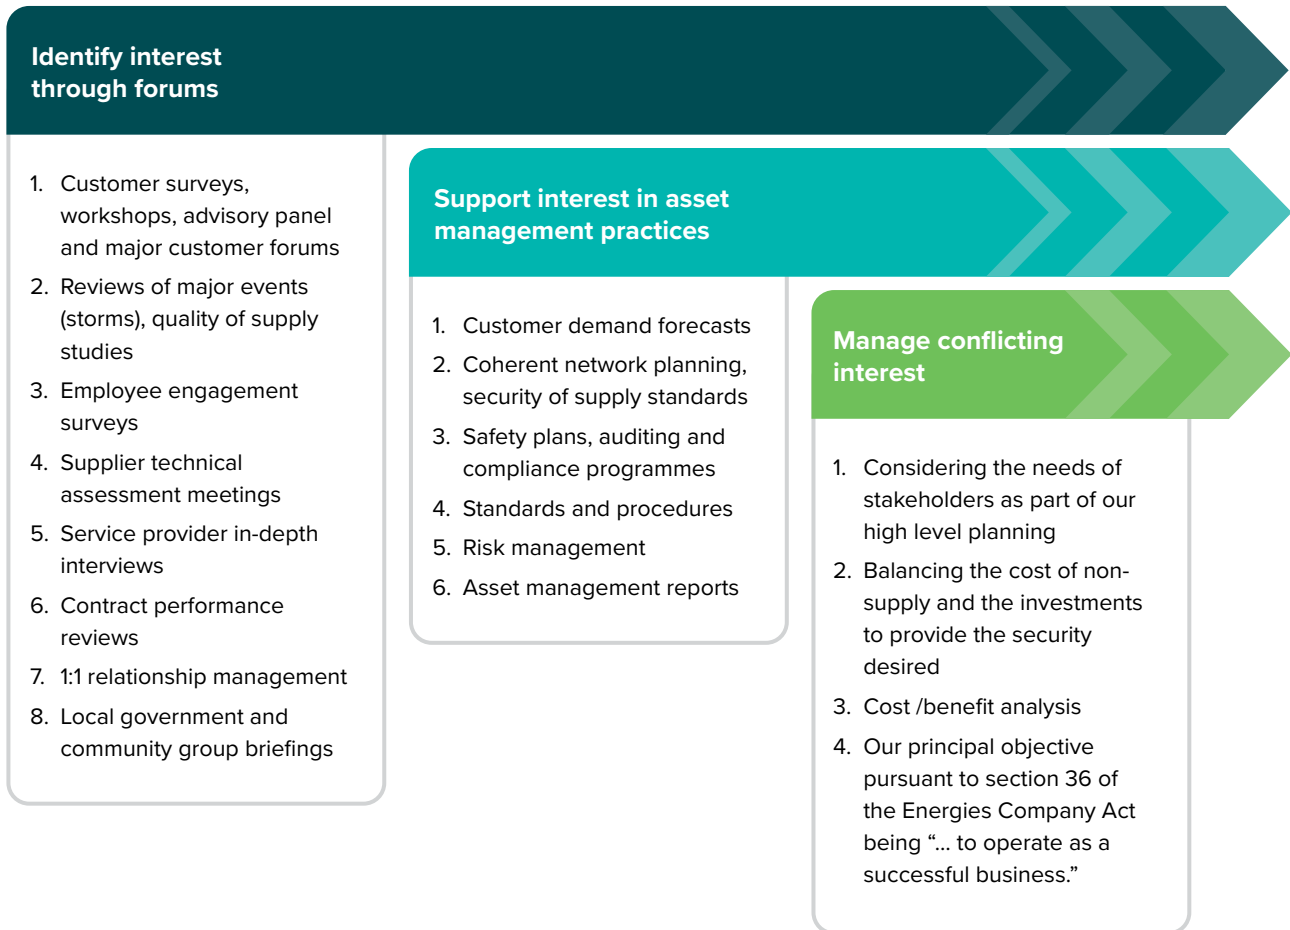 Identify interest
through forums
1. Customer surveys,
workshops, advisory panel
and major customer forums
2. Reviews of major events
(storms), quality of supply
studies
3. Employee engagement
surveys
4. Supplier technical
assessment meetings
5. Service provider in-depth
interviews
6. Contract performance
reviews
7. 1:1 relationship management
8. Local government and
community group briefings
Support interest in asset
management practices
1. Customer demand forecasts
2. Coherent network planning,
security of supply standards
3. Safety plans, auditing and
compliance programmes
4. Standards and procedures
5. Risk management
6. Asset management reports
Manage conflicting
interest
1. Considering the needs of
stakeholders as part of our
high level planning
2. Balancing the cost of non-
supply and the investments
to provide the security
desired
3. Cost /benefit analysis
4. Our principal objective
pursuant to section 36 of
the Energies Company Act
being “... to operate as a
successful business.”